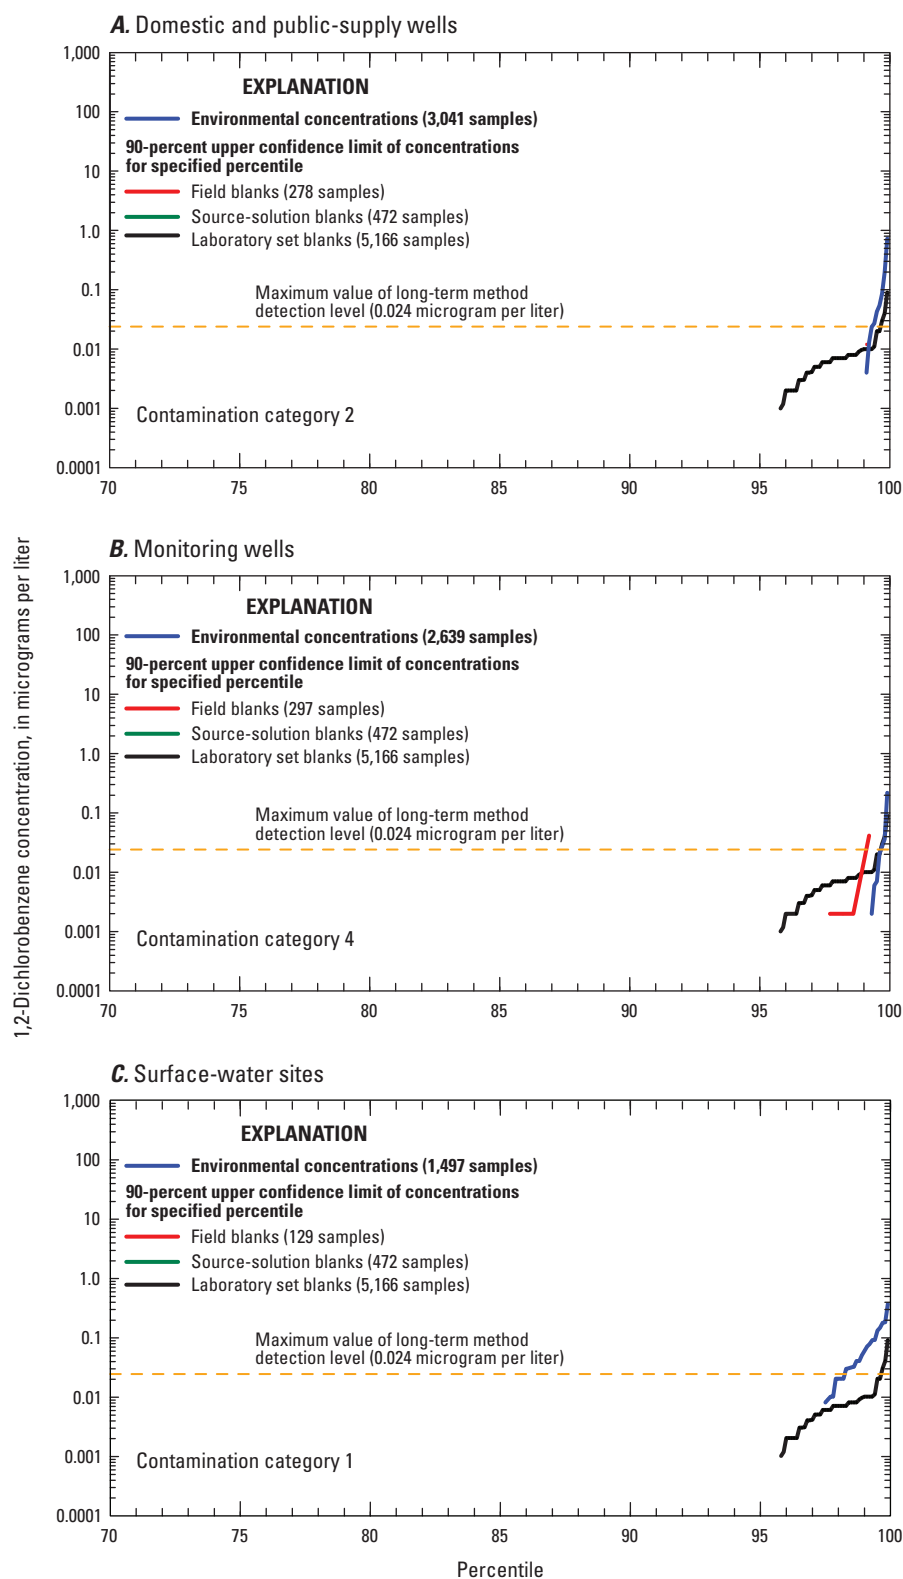 A. Domestic and public-supply wells
1,000
EXPLANATION
100
Environmental concentrations (3,041 samples)
90-percent upper confidence limit of concentrations
for specified percentile
10
Field blanks (278 samples)
Source-solution blanks (472 samples)
1.0
Laboratory set blanks (5,166 samples)
0.1
Maximum value of long-term method
detection level (0.024 microgram per liter)
0.01
0.001
Contamination category 2
0.0001
70 75 80 85 90 95 100
1,2-Dichlorobenzene concentration, in micrograms per liter
B. Monitoring wells
1,000
EXPLANATION
100
Environmental concentrations (2,639 samples)
90-percent upper confidence limit of concentrations
for specified percentile
10
Field blanks (297 samples)
Source-solution blanks (472 samples)
1.0
Laboratory set blanks (5,166 samples)
0.1
Maximum value of long-term method
detection level (0.024 microgram per liter)
0.01
0.001
Contamination category 4
0.0001
70 75 80 85 90 95 100
C. Surface-water sites
1,000
EXPLANATION
100
Environmental concentrations (1,497 samples)
90-percent upper confidence limit of concentrations
for specified percentile
10
Field blanks (129 samples)
Source-solution blanks (472 samples)
1.0
Laboratory set blanks (5,166 samples)
0.1
Maximum value of long-term method
detection level (0.024 microgram per liter)
0.01
0.001
Contamination category 1
0.0001
70 75 80 85 90 95 100
Percentile